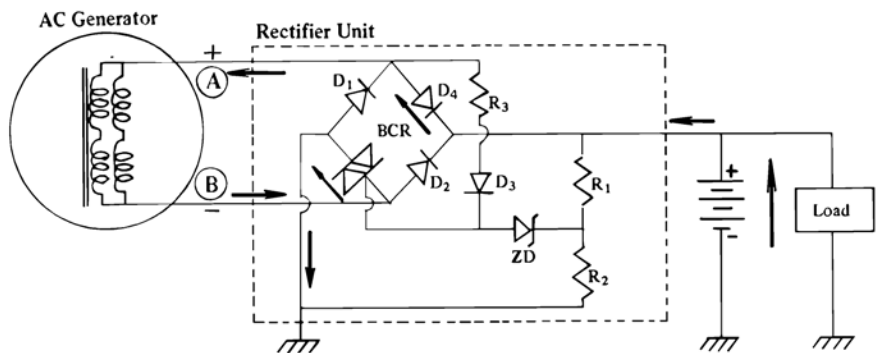 AC Generator
Rectifier Unit
+
A
D1
D4
R3
BCR
B
D2
D3
R1
+
-
Load
-
ZD
R2